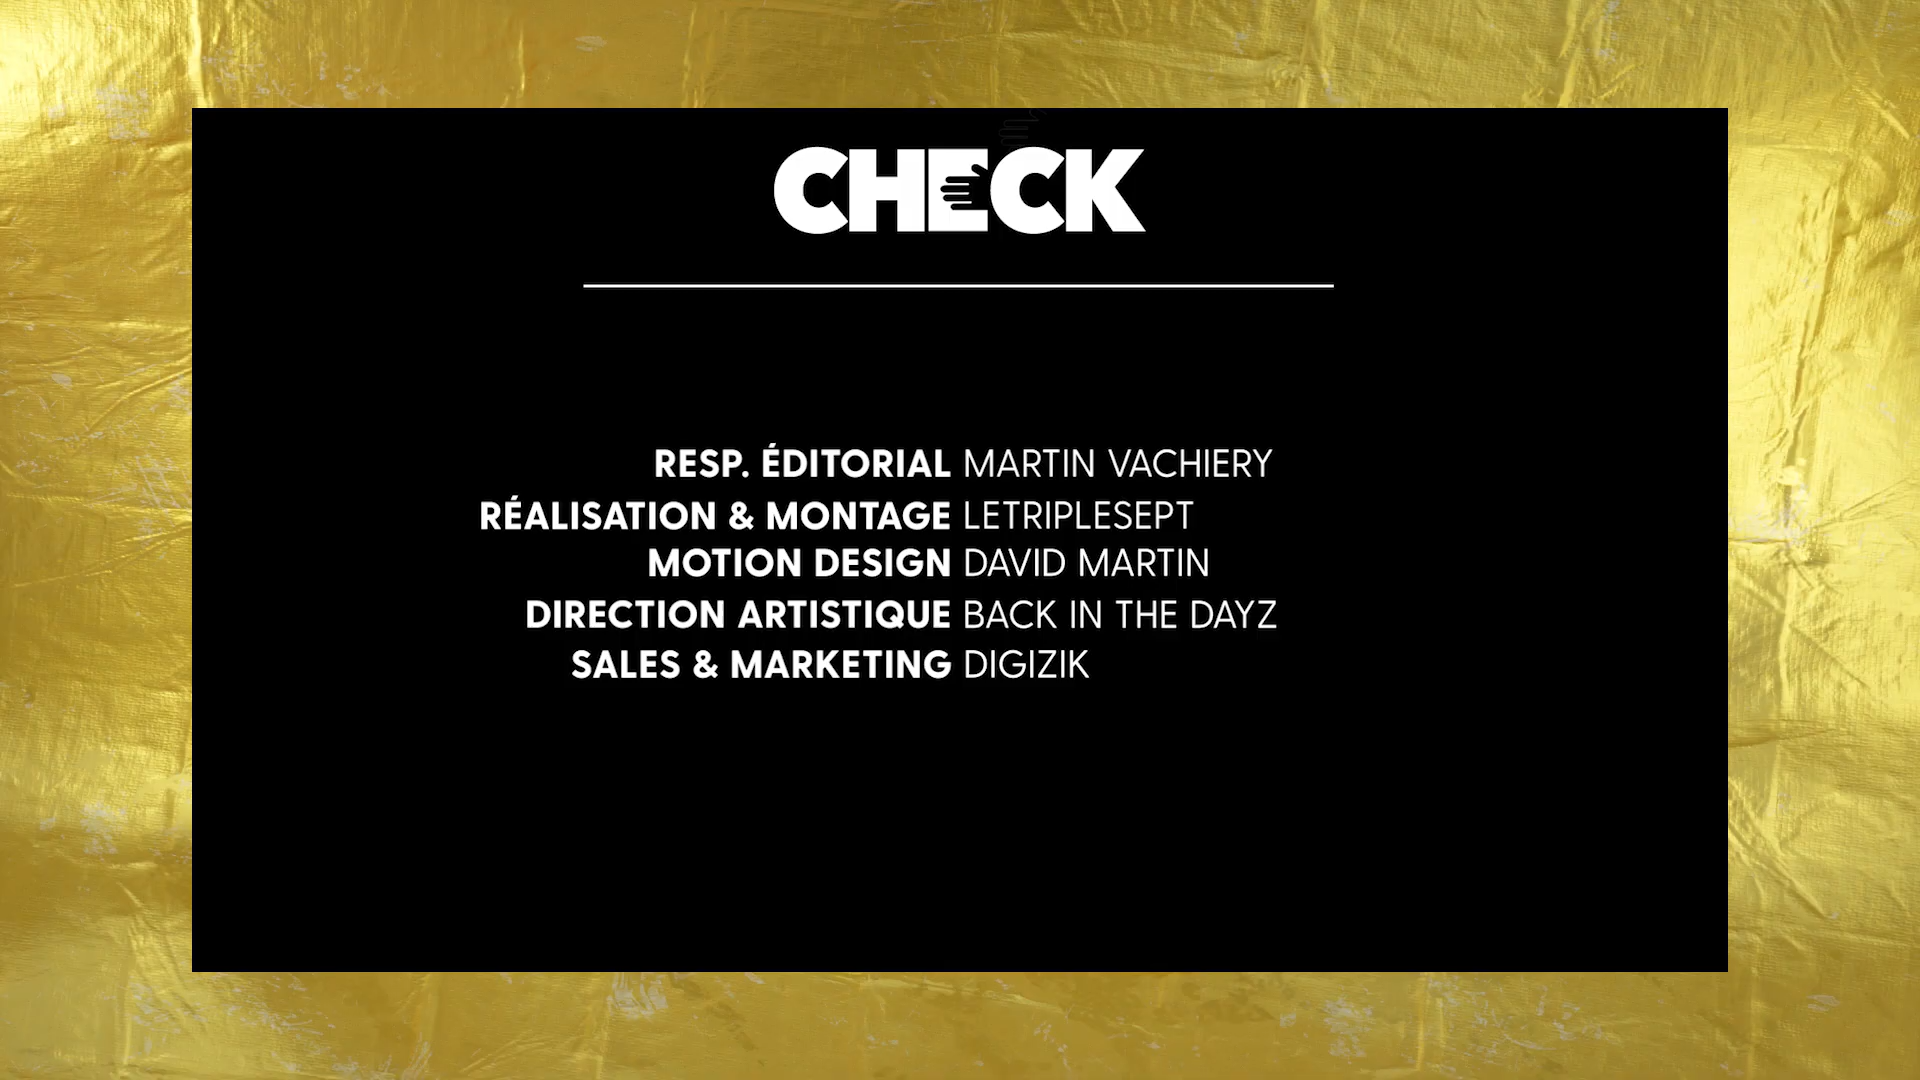 CHECK
RESP. ÉDITORIAL MARTIN VACHIERY
RÉALISATION & MONTAGE LETRIPLESEPT
MOTION DESIGN DAVID MARTIN
DIRECTION ARTISTIQUE BACK IN THE DAYZ
SALES & MARKETING DIGIZIK